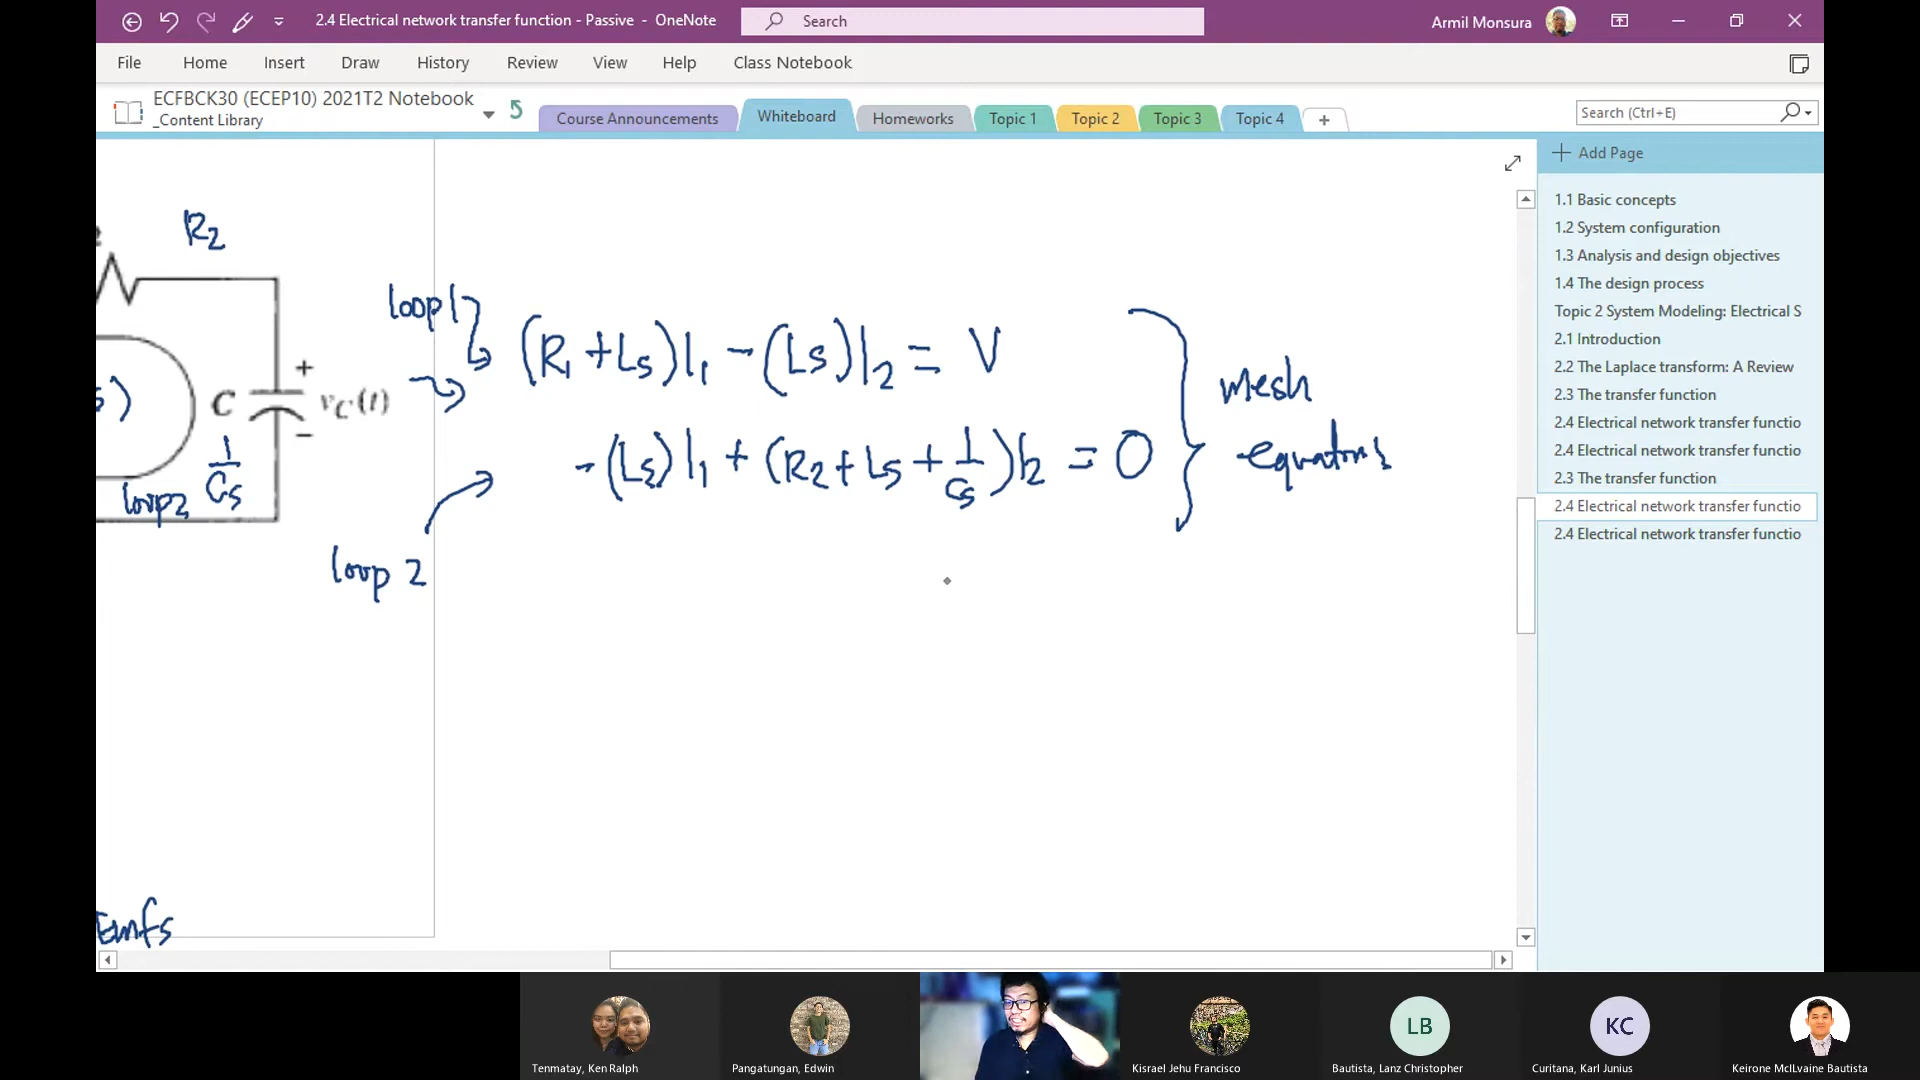 2.4 Electrical network transfer function - Passive - OneNote
Search
Armil Monsura
File Home Insert Draw History Review View Help Class Notebook
ECFBCK30 (ECEP10) 2021T2 Notebook
_Content Library
Course Announcements Whiteboard Homeworks Topic 1 Topic 2 Topic 3 Topic 4 +
Search (Ctrl+E)
Add Page
1.1 Basic concepts
1.2 System configuration
1.3 Analysis and design objectives
1.4 The design process
Topic 2 System Modeling: Electrical S
2.1 Introduction
2.2 The Laplace transform: A Review
2.3 The transfer function
2.4 Electrical network transfer functio
2.4 Electrical network transfer functio
2.3 The transfer function
2.4 Electrical network transfer functio
2.4 Electrical network transfer functio
R2
loop1
(R1 + Ls)I1 - (Ls)I2 = V
+
C vC(t)
-
s)
1/Cs
loop2
-(Ls)I1 + (R2 + Ls + 1/Cs)I2 = 0
mesh
equations
loop 2
Emfs
Tenmatay, Ken Ralph
Pangatungan, Edwin
Kisrael Jehu Francisco
LB
Bautista, Lanz Christopher
KC
Curitana, Karl Junius
Keirone McIlvaine Bautista